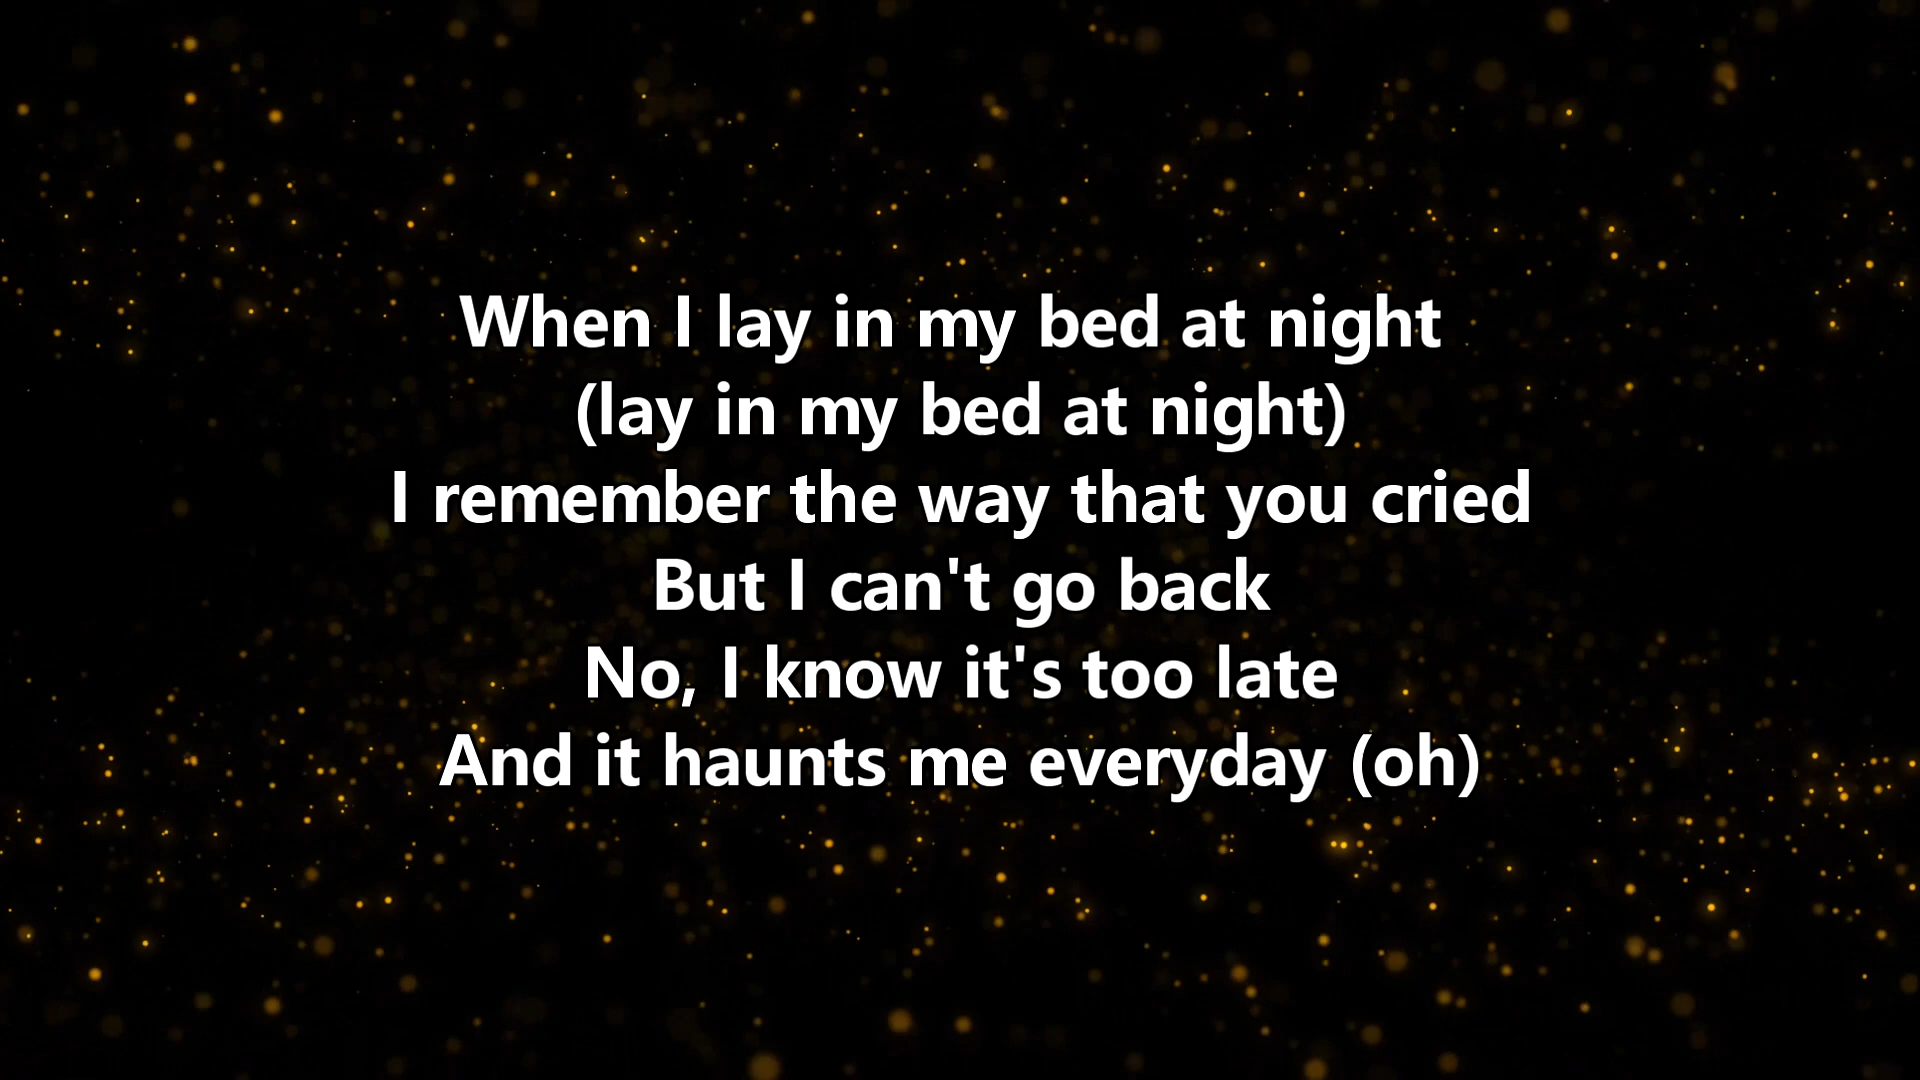 When I lay in my bed at night
(lay in my bed at night)
I remember the way that you cried
But I can't go back
No, I know it's too late
And it haunts me everyday (oh)